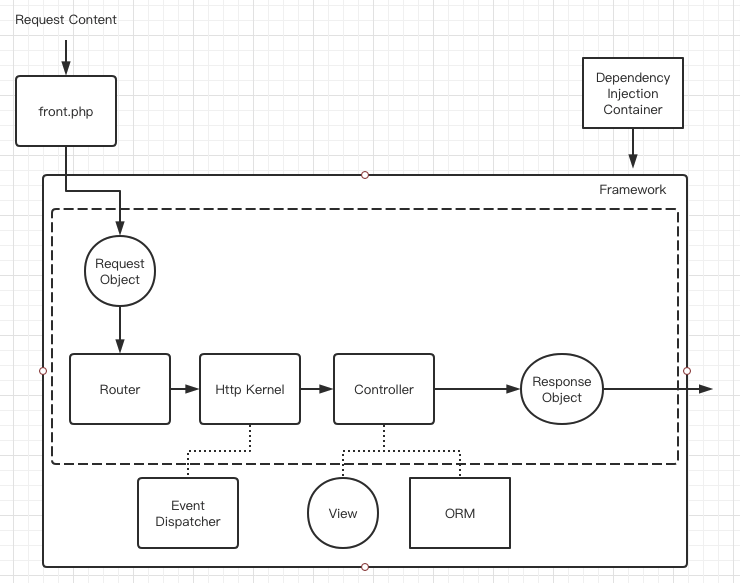 Request Content
front.php
Dependency
Injection
Container
Framework
Request
Object
Router
Http Kernel
Controller
Response
Object
Event
Dispatcher
View
ORM